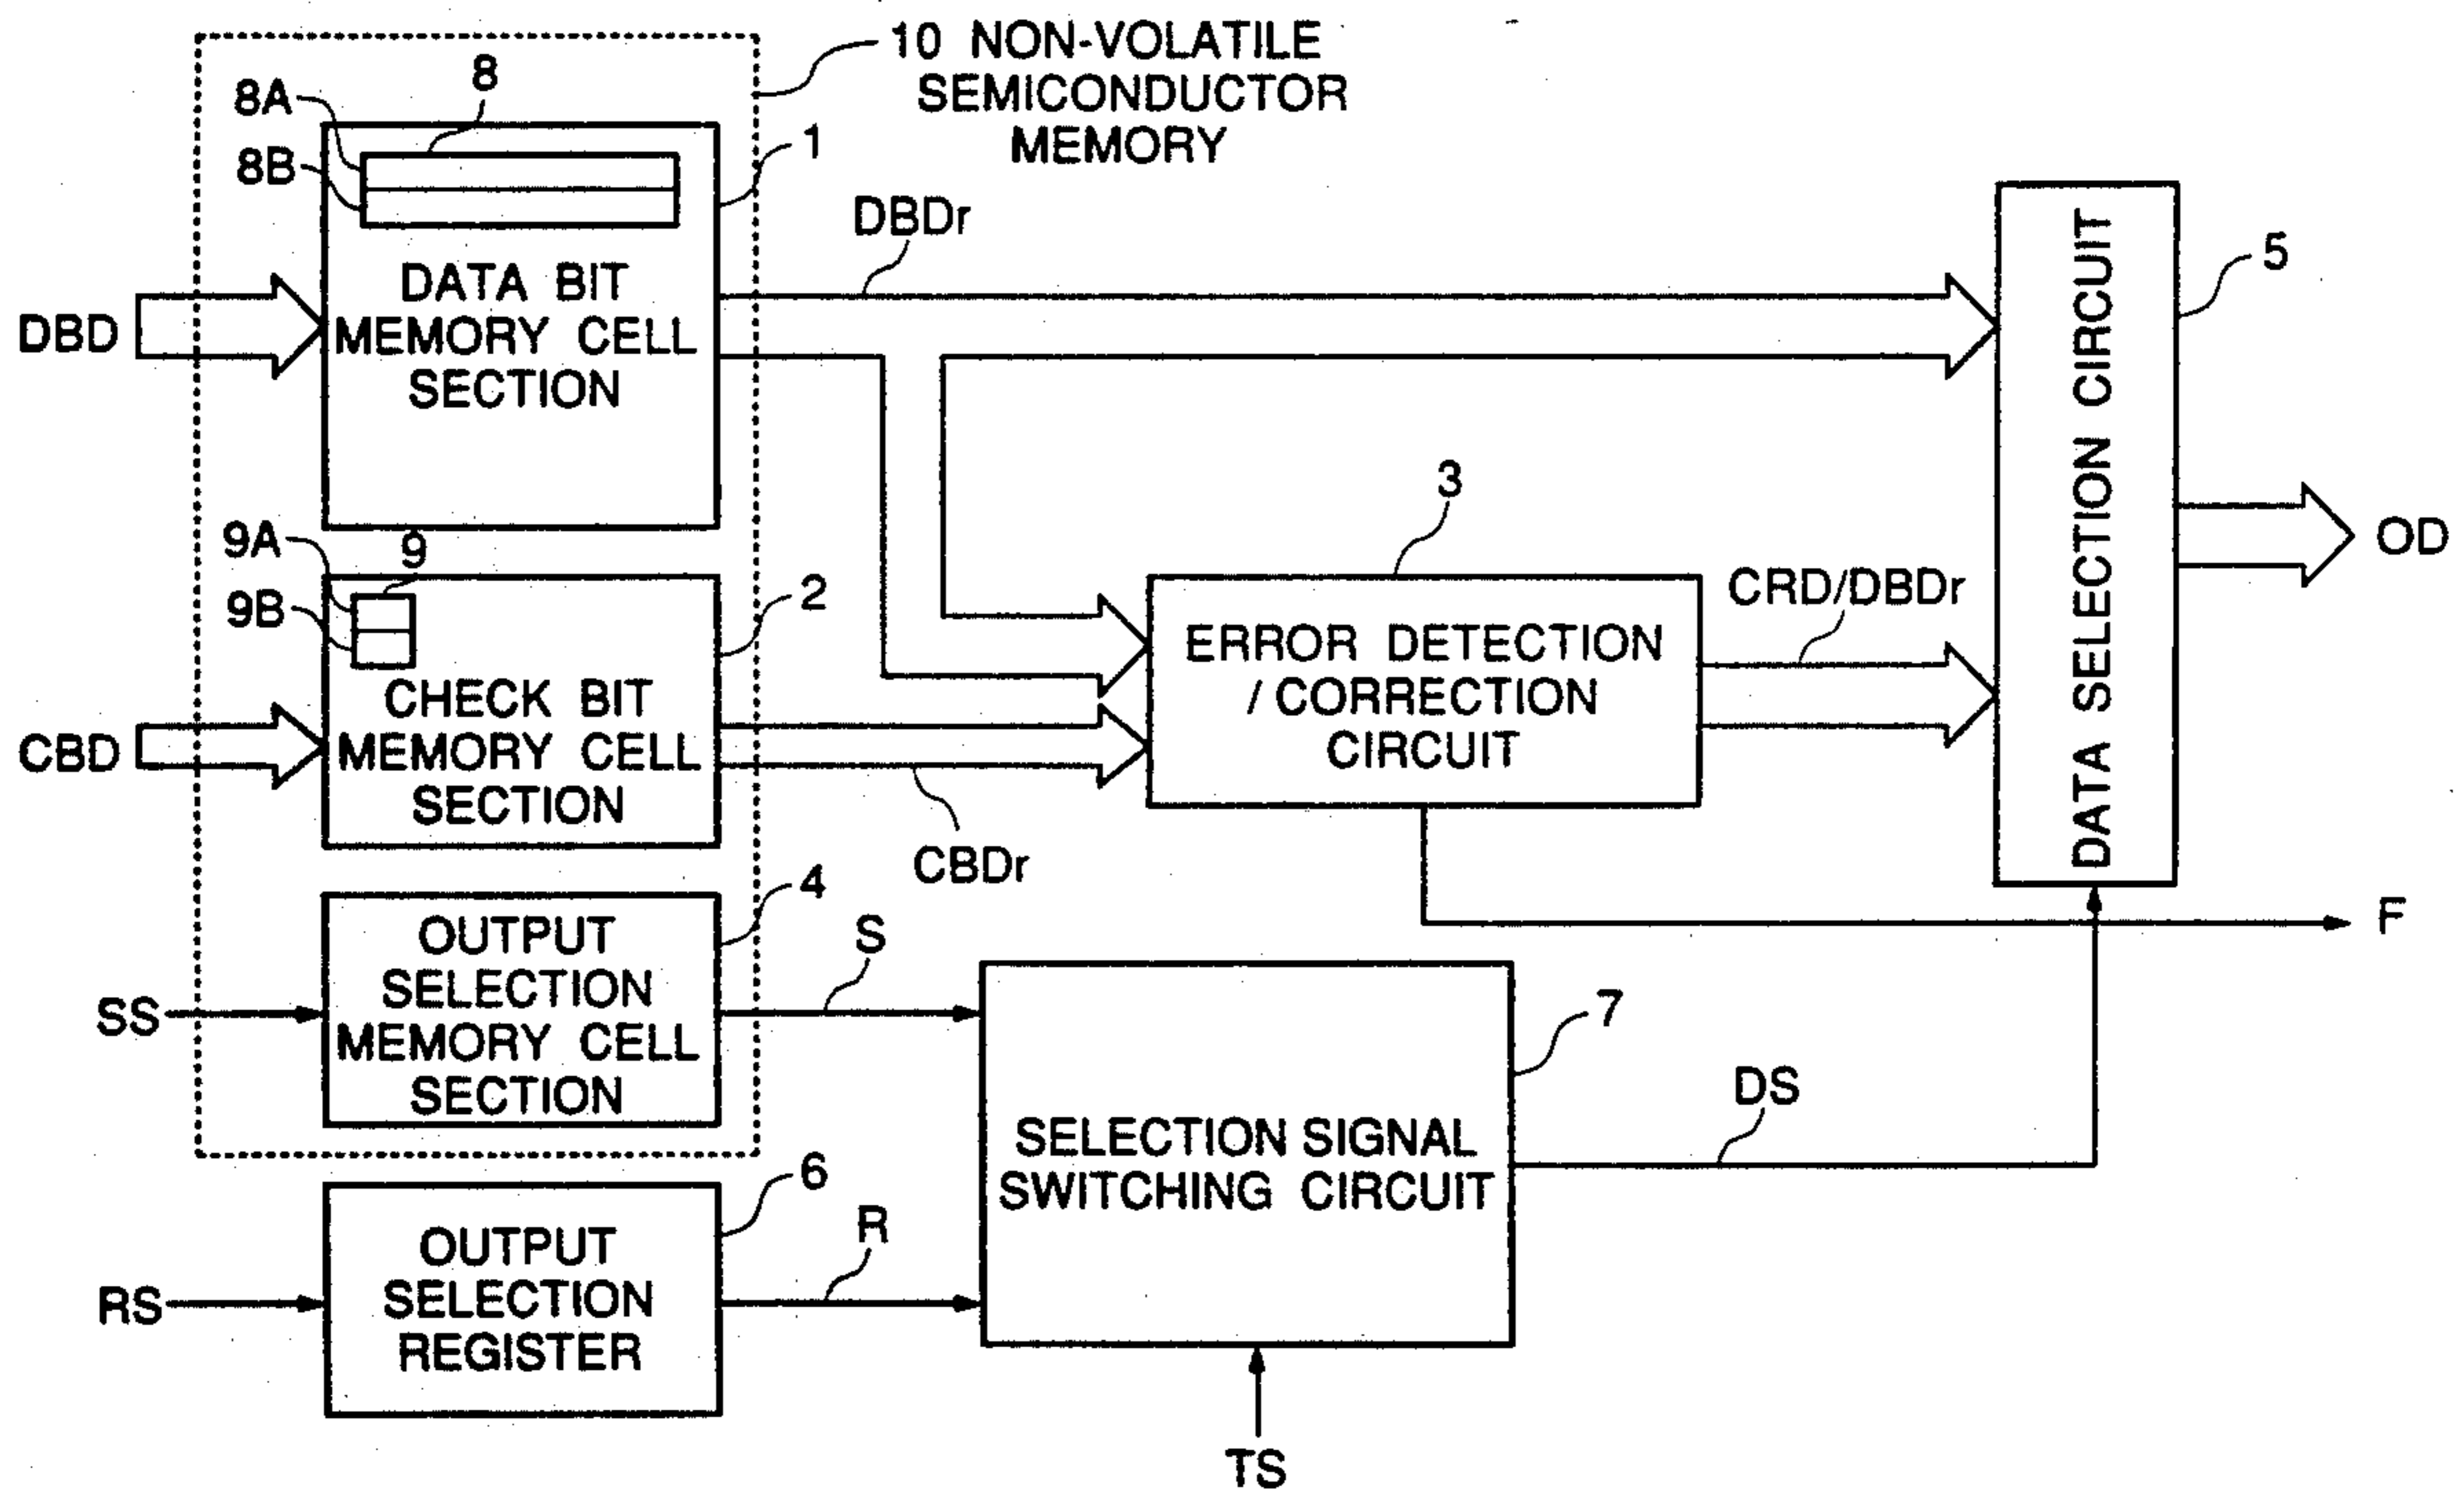 10 NON-VOLATILE
SEMICONDUCTOR
MEMORY
8
8A
8B
1
DBDr
DATA BIT
MEMORY CELL
SECTION
DBD
DATA SELECTION CIRCUIT
5
OD
9A
9
9B
2
CHECK BIT
MEMORY CELL
SECTION
CBD
CBDr
3
ERROR DETECTION
/ CORRECTION
CIRCUIT
CRD/DBDr
F
4
OUTPUT
SELECTION
MEMORY CELL
SECTION
SS
S
7
SELECTION SIGNAL
SWITCHING CIRCUIT
DS
6
OUTPUT
SELECTION
REGISTER
RS
R
TS